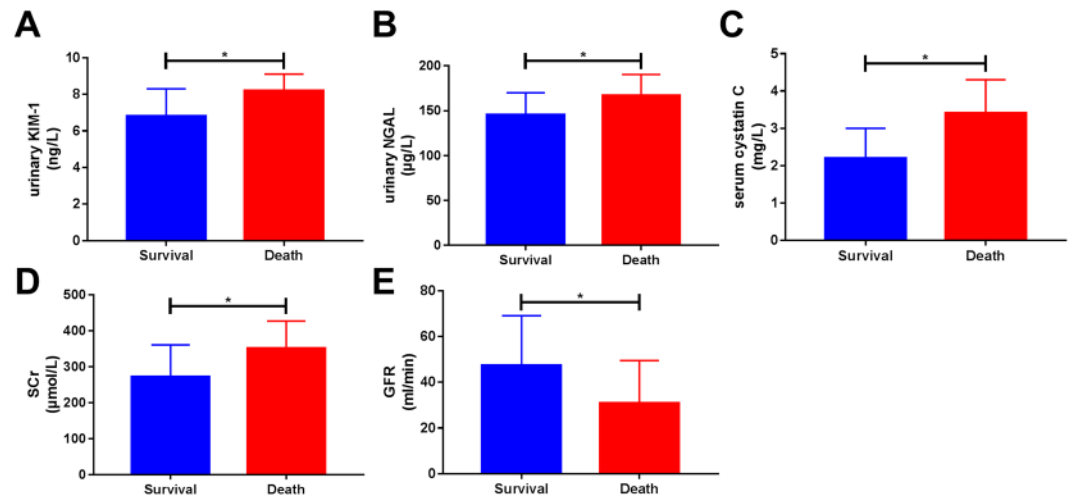 A
*
urinary KIM-1
(ng/L)
10
8
6
4
2
0
Survival
Death
B
*
urinary NGAL
(µg/L)
200
150
100
50
0
Survival
Death
C
*
serum cystatin C
(mg/L)
5
4
3
2
1
0
Survival
Death
D
*
SCr
(µmol/L)
500
400
300
200
100
0
Survival
Death
E
*
GFR
(ml/min)
80
60
40
20
0
Survival
Death